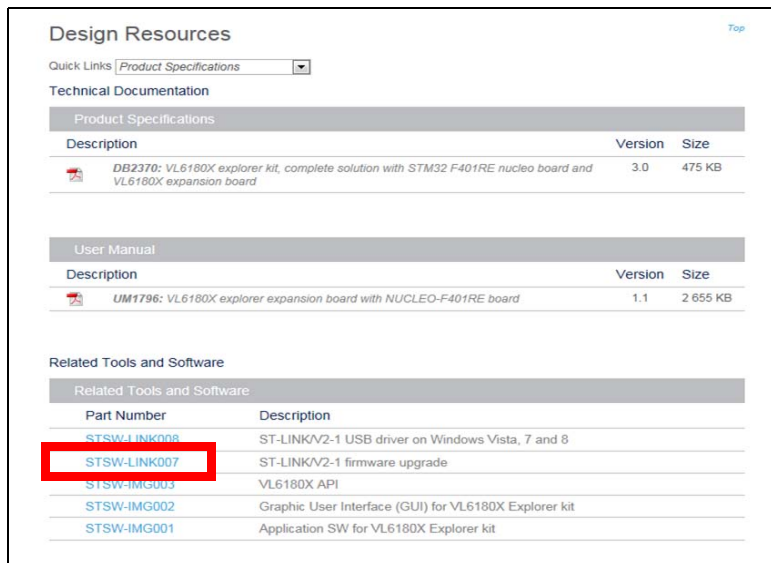 Design Resources
Top
Quick Links Product Specifications
Technical Documentation
Product Specifications
Description Version Size
DB2370: VL6180X explorer kit, complete solution with STM32 F401RE nucleo board and 3.0 475 KB
VL6180X expansion board
User Manual
Description Version Size
UM1796: VL6180X explorer expansion board with NUCLEO-F401RE board 1.1 2 655 KB
Related Tools and Software
Related Tools and Software
Part Number Description
STSW-LINK008 ST-LINK/V2-1 USB driver on Windows Vista, 7 and 8
STSW-LINK007 ST-LINK/V2-1 firmware upgrade
STSW-IMG003 VL6180X API
STSW-IMG002 Graphic User Interface (GUI) for VL6180X Explorer kit
STSW-IMG001 Application SW for VL6180X Explorer kit